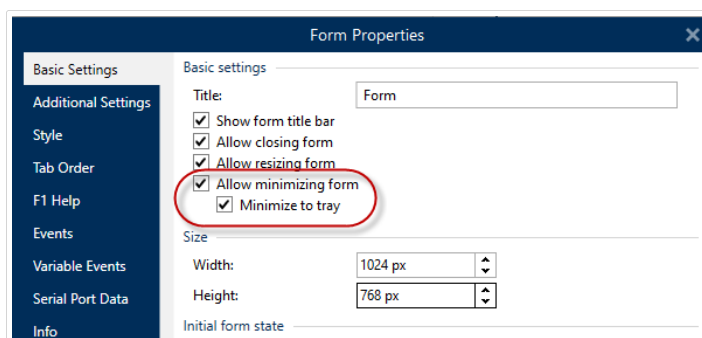 Form Properties
Basic Settings
Additional Settings
Style
Tab Order
F1 Help
Events
Variable Events
Serial Port Data
Info
Basic settings
Title:
Form
Show form title bar
Allow closing form
Allow resizing form
Allow minimizing form
Minimize to tray
Size
Width:
1024 px
Height:
768 px
Initial form state